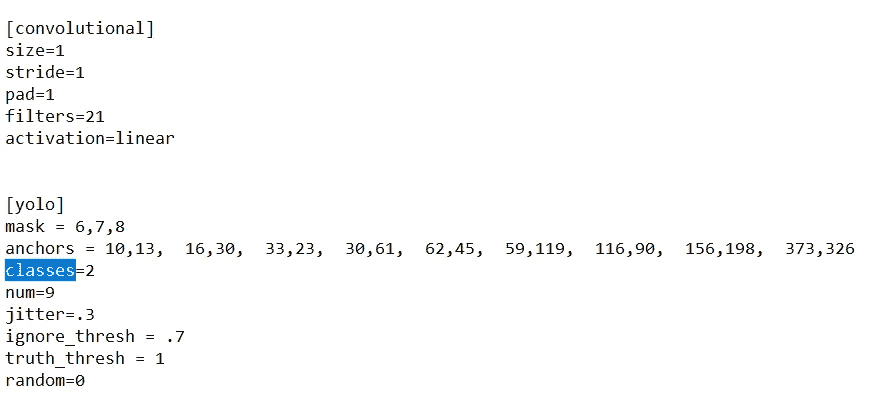 [convolutional]
size=1
stride=1
pad=1
filters=21
activation=linear
[yolo]
mask = 6,7,8
anchors = 10,13,  16,30,  33,23,  30,61,  62,45,  59,119,  116,90,  156,198,  373,326
classes=2
num=9
jitter=.3
ignore_thresh = .7
truth_thresh = 1
random=0